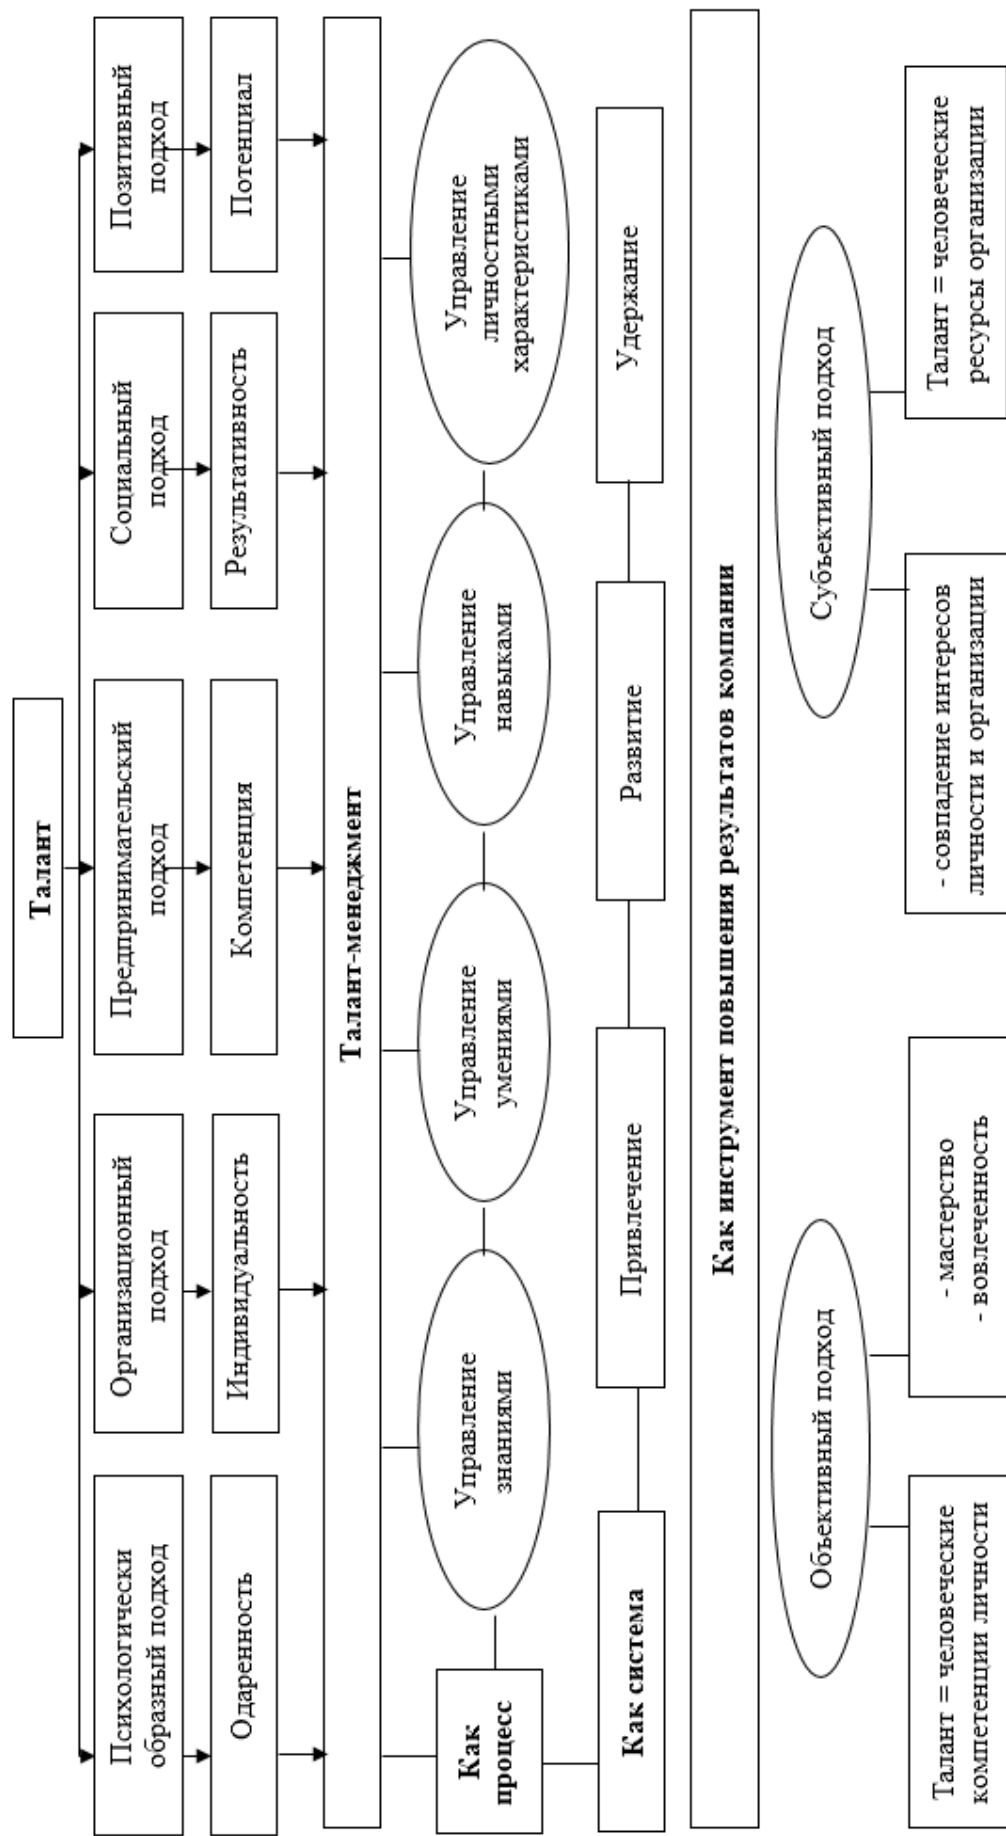 Талант
Психологически
образный подход
Организационный
подход
Предпринимательский
подход
Социальный
подход
Позитивный
подход
Одаренность
Индивидуальность
Компетенция
Результативность
Потенциал
Талант-менеджмент
Как
процесс
Управление
знаниями
Управление
умениями
Управление
навыками
Управление
личностными
характеристиками
Как система
Привлечение
Развитие
Удержание
Как инструмент повышения результатов компании
Объективный подход
Субъективный подход
Талант = человеческие
компетенции личности
- мастерство
- вовлеченность
- совпадение интересов
личности и организации
Талант = человеческие
ресурсы организации